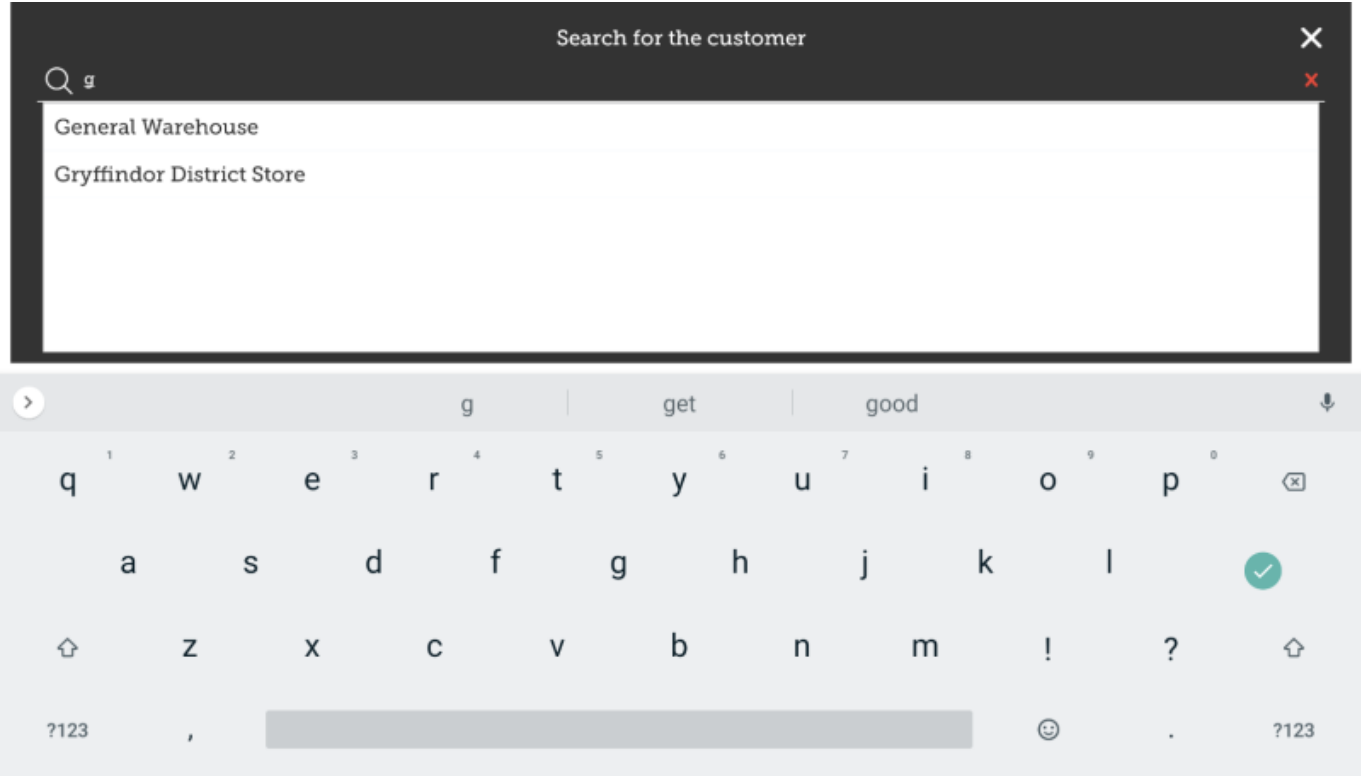 Search for the customer
g
General Warehouse
Gryffindor District Store
g get good
1 2 3 4 5 6 7 8 9 0
q w e r t y u i o p
a s d f g h j k l
z x c v b n m ! ?
?123 , . ?123